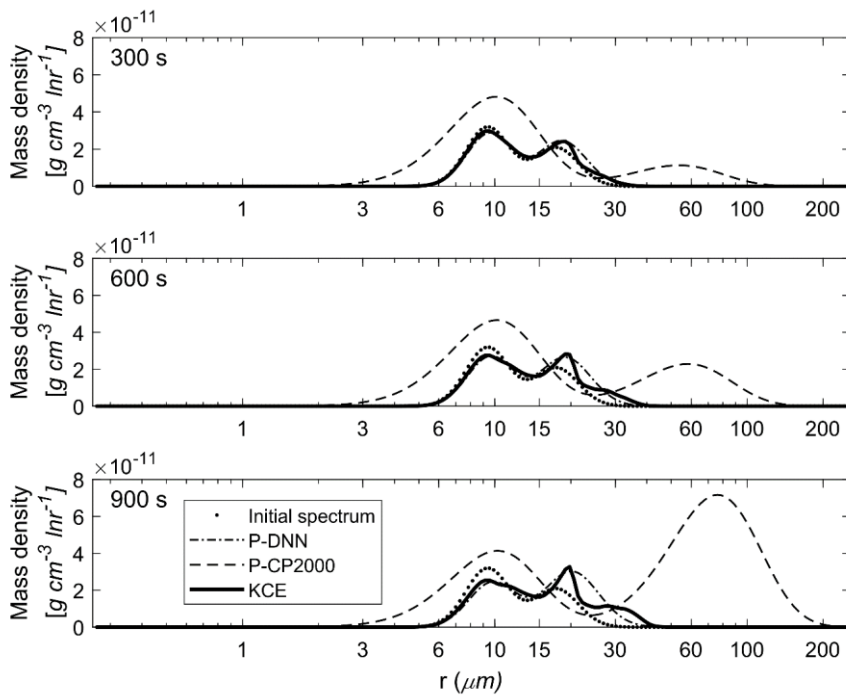 ×10⁻¹¹
8
6
4
2
0
Mass density
[g cm⁻³ lnr⁻¹]
300 s
1 3 6 10 15 30 60 100 200
×10⁻¹¹
8
6
4
2
0
Mass density
[g cm⁻³ lnr⁻¹]
600 s
1 3 6 10 15 30 60 100 200
×10⁻¹¹
8
6
4
2
0
Mass density
[g cm⁻³ lnr⁻¹]
900 s
Initial spectrum
P-DNN
P-CP2000
KCE
1 3 6 10 15 30 60 100 200
r (μm)